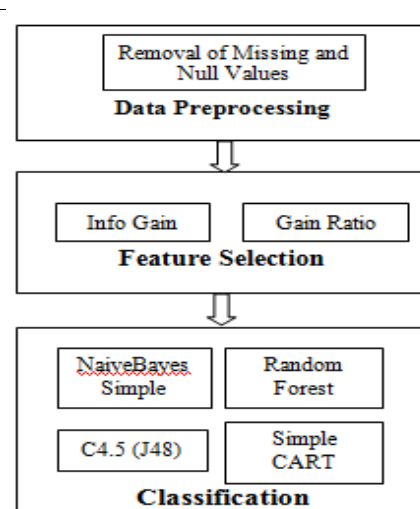 Removal of Missing and
Null Values
Data Preprocessing
Info Gain
Gain Ratio
Feature Selection
NaiveBayes
Simple
Random
Forest
C4.5 (J48)
Simple
CART
Classification